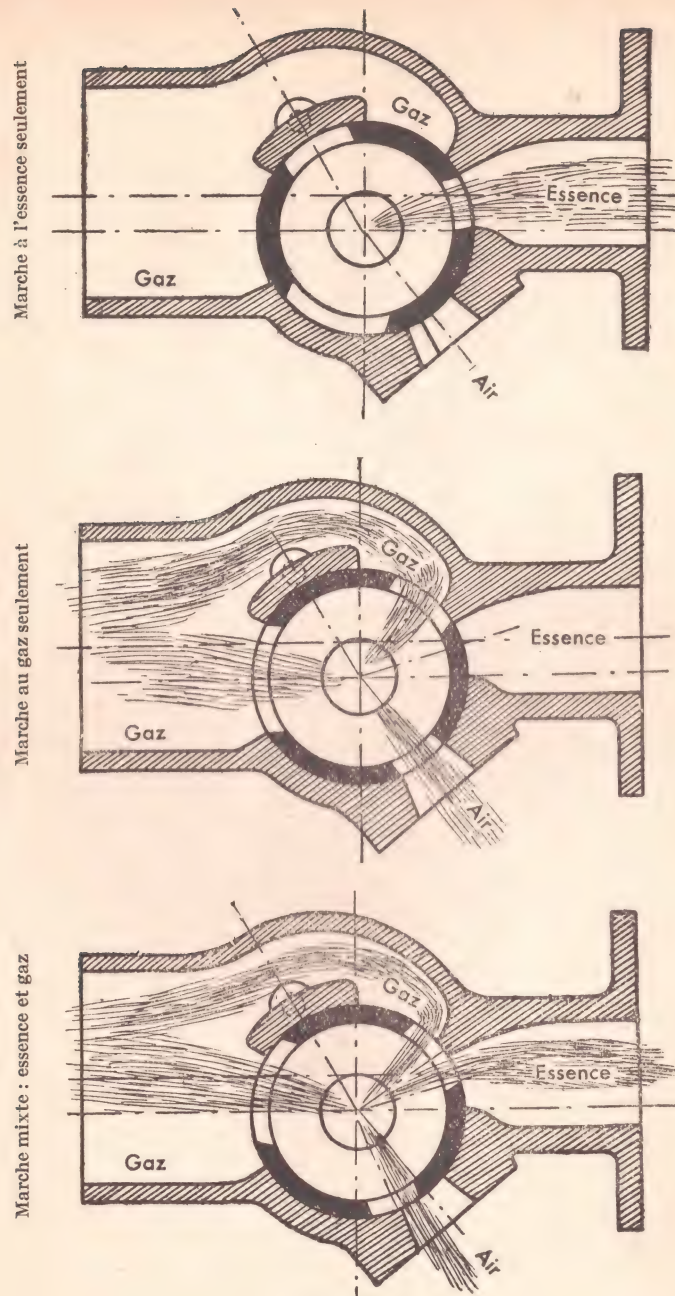 Marche à l'essence seulement
Gaz
Gaz
Essence
Air
Marche au gaz seulement
Gaz
Gaz
Essence
Air
Marche mixte : essence et gaz
Gaz
Gaz
Essence
Air